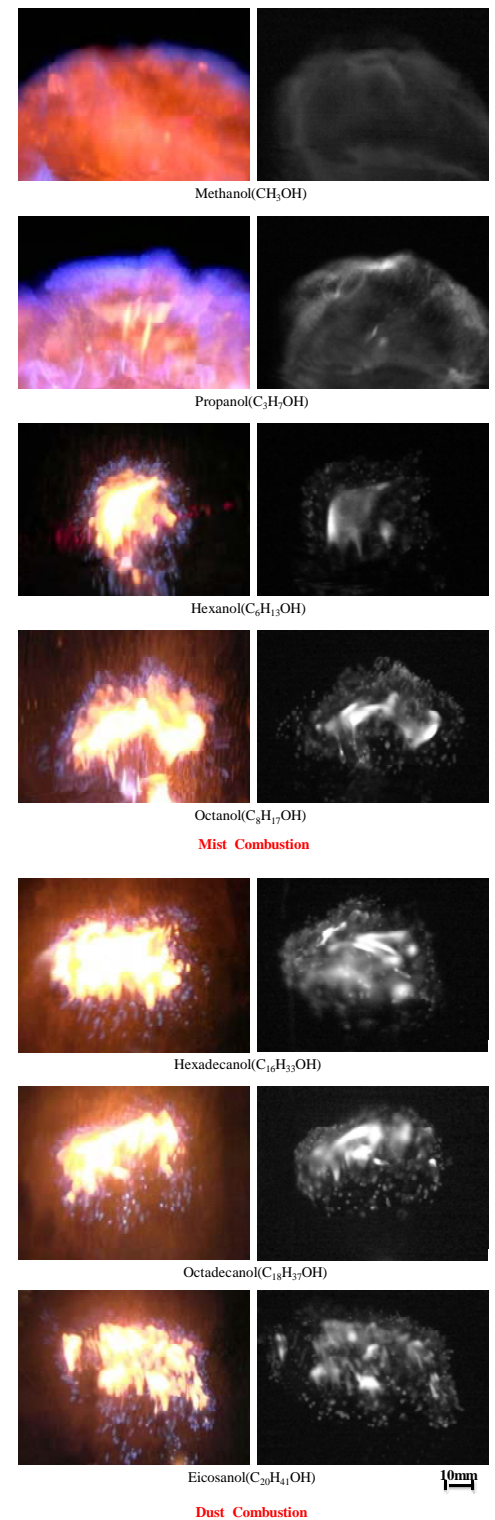 Methanol(CH₃OH)
Propanol(C₃H₇OH)
Hexanol(C₆H₁₃OH)
Octanol(C₈H₁₇OH)
Mist Combustion
Hexadecanol(C₁₆H₃₃OH)
Octadecanol(C₁₈H₃₇OH)
Eicosanol(C₂₀H₄₁OH)
10mm
Dust Combustion